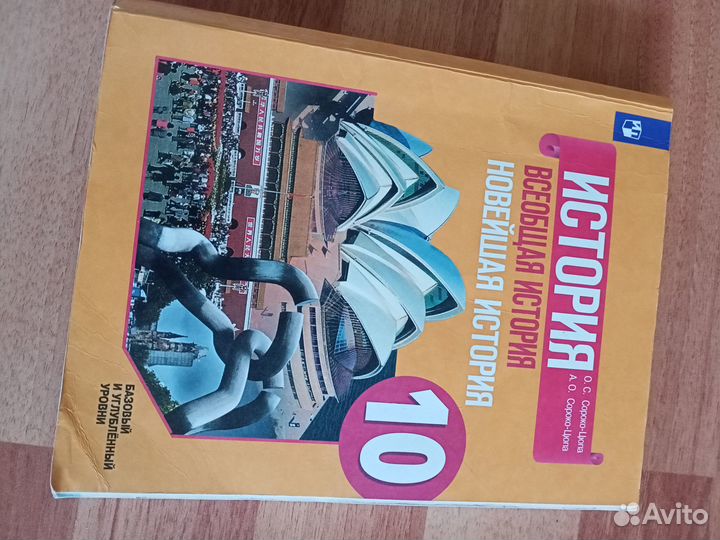 О. С. Сороко-Цюпа
А. О. Сороко-Цюпа
ИСТОРИЯ
ВСЕОБЩАЯ ИСТОРИЯ
НОВЕЙШАЯ ИСТОРИЯ
10
БАЗОВЫЙ
И УГЛУБЛЁННЫЙ
УРОВНИ
Avito